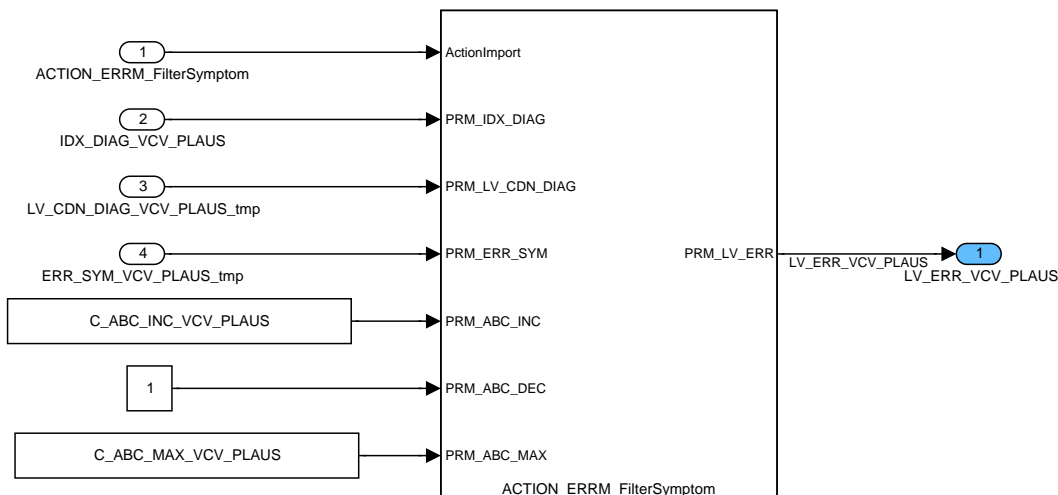 1
ActionImport
ACTION_ERRM_FilterSymptom
2
PRM_IDX_DIAG
IDX_DIAG_VCV_PLAUS
3
PRM_LV_CDN_DIAG
LV_CDN_DIAG_VCV_PLAUS_tmp
4
PRM_ERR_SYM
PRM_LV_ERR
LV_ERR_VCV_PLAUS
1
ERR_SYM_VCV_PLAUS_tmp
LV_ERR_VCV_PLAUS
C_ABC_INC_VCV_PLAUS
PRM_ABC_INC
1
PRM_ABC_DEC
C_ABC_MAX_VCV_PLAUS
PRM_ABC_MAX
ACTION_ERRM_FilterSymptom